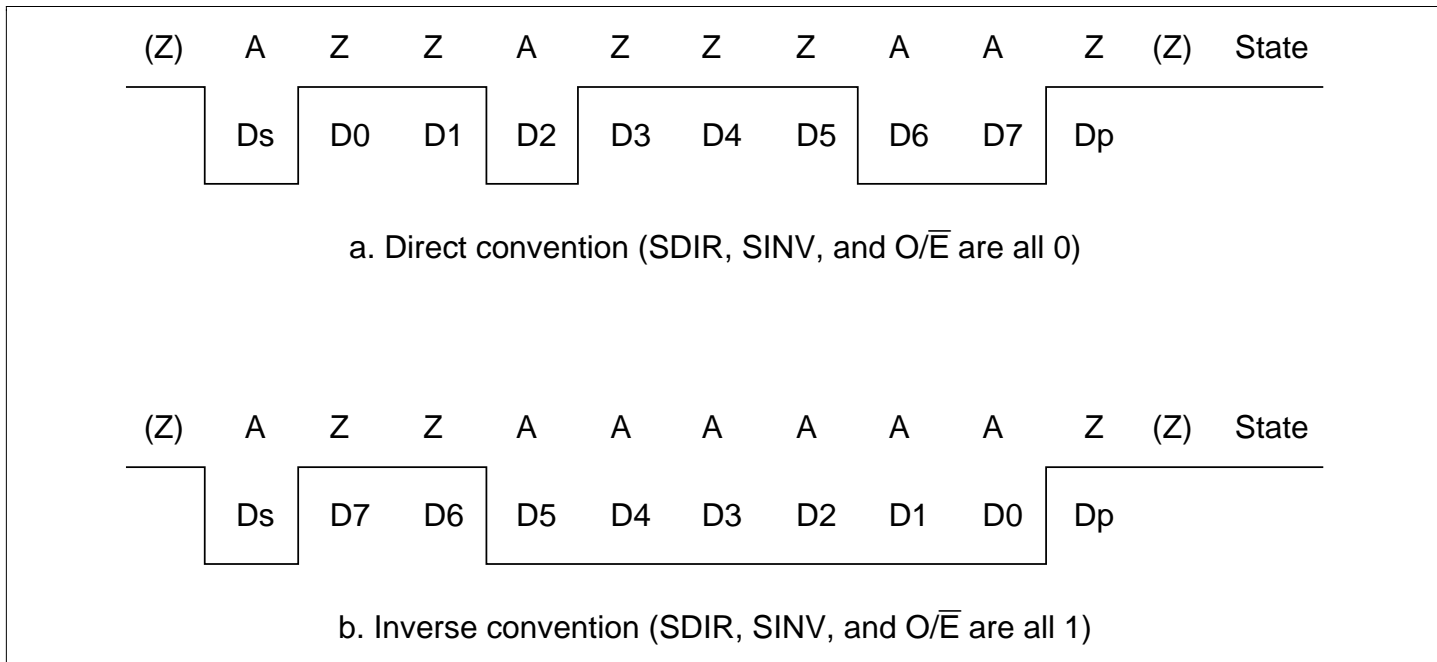 (Z) A Z Z A Z Z Z A A Z (Z) State
Ds D0 D1 D2 D3 D4 D5 D6 D7 Dp
a. Direct convention (SDIR, SINV, and O/E̅ are all 0)
(Z) A Z Z A A A A A A Z (Z) State
Ds D7 D6 D5 D4 D3 D2 D1 D0 Dp
b. Inverse convention (SDIR, SINV, and O/E̅ are all 1)